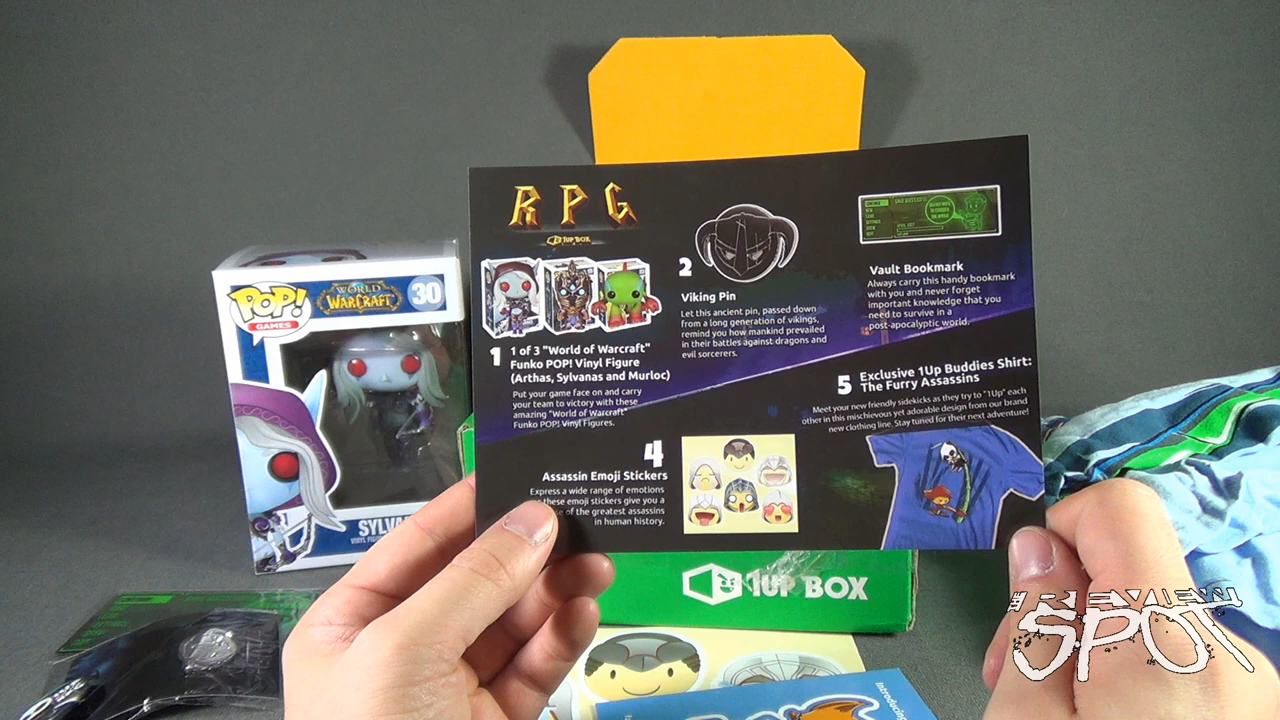 RPG
1UP BOX
1
1 of 3 "World of Warcraft"
Funko POP! Vinyl Figure
(Arthas, Sylvanas and Murloc)
Put your game face on and carry
your team to victory with these
amazing "World of Warcraft"
Funko POP! Vinyl Figures.
2
Viking Pin
Let this ancient pin, passed down
from a long generation of vikings,
remind you how mankind prevailed
in their battles against dragons and
evil sorcerers.
Vault Bookmark
Always carry this handy bookmark
with you and never forget
important knowledge that you
need to survive in a
post-apocalyptic world.
4
Assassin Emoji Stickers
Express a wide range of emotions
these emoji stickers give you a
of the greatest assassins
in human history.
5
Exclusive 1Up Buddies Shirt:
The Furry Assassins
Meet your new friendly sidekicks as they try to "1Up" each
other in this mischievous yet adorable design from our brand
new clothing line. Stay tuned for their next adventure!
POP!
GAMES
WORLD
OF
WARCRAFT
30
1UP BOX
Introducing
THE REVIEW
SPOT